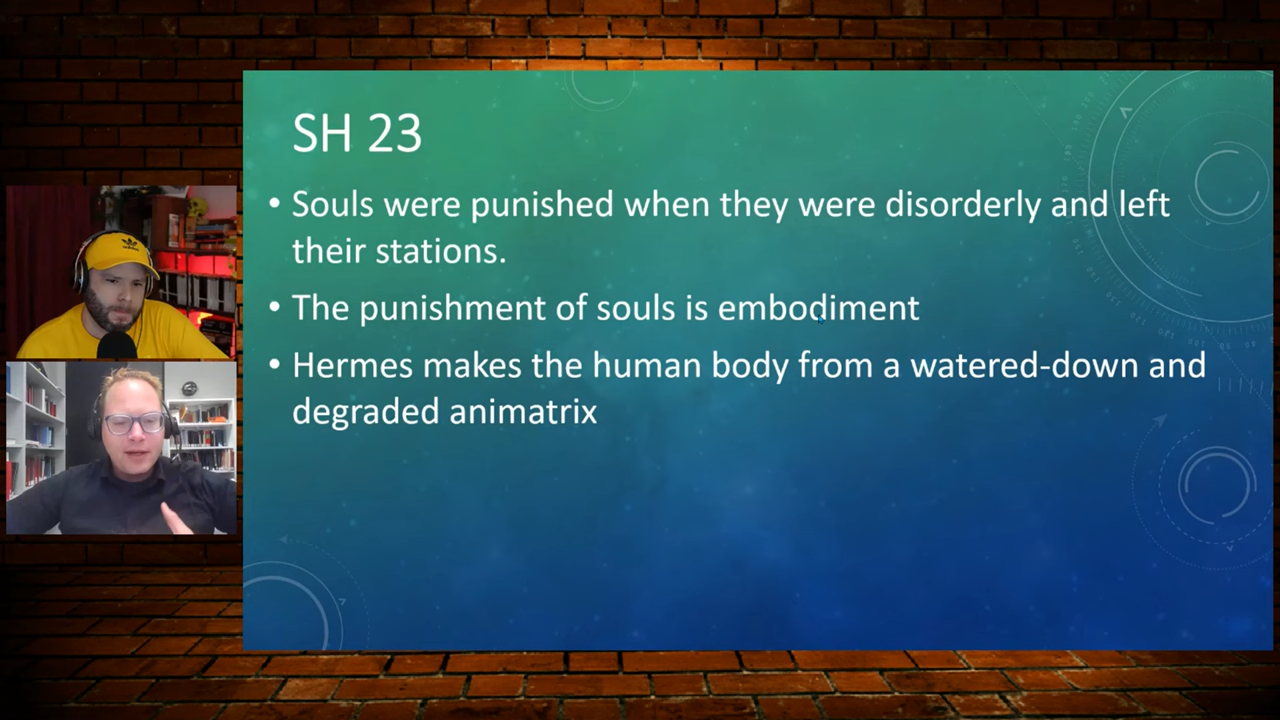 SH 23
• Souls were punished when they were disorderly and left
their stations.
• The punishment of souls is embodiment
• Hermes makes the human body from a watered-down and
degraded animatrix